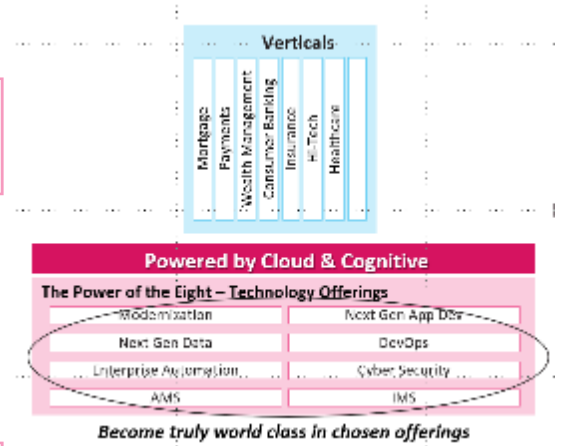 Verticals
Mortgage
Payments
Wealth Management
Consumer Banking
Insurance
Hi-Tech
Healthcare
Powered by Cloud & Cognitive
The Power of the Eight – Technology Offerings
Modernization Next Gen App Dev
Next Gen Data DevOps
Enterprise Automation Cyber Security
AMS IMS
Become truly world class in chosen offerings